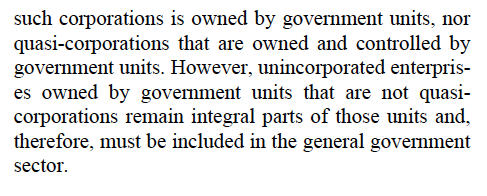 such corporations is owned by government units, nor
quasi-corporations that are owned and controlled by
government units. However, unincorporated enterpris-
es owned by government units that are not quasi-
corporations remain integral parts of those units and,
therefore, must be included in the general government
sector.